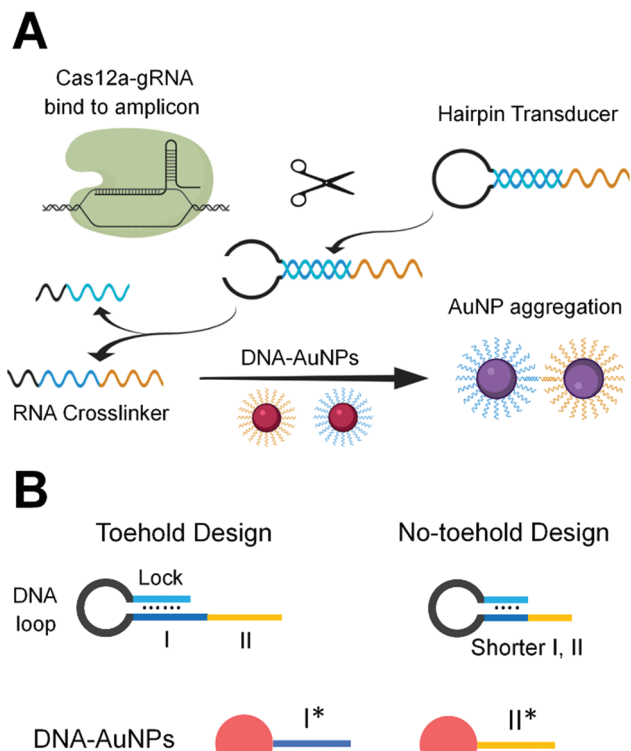 A
Cas12a-gRNA
bind to amplicon
Hairpin Transducer
AuNP aggregation
DNA-AuNPs
RNA Crosslinker
B
Toehold Design
No-toehold Design
DNA
loop
Lock
I
II
Shorter I, II
DNA-AuNPs
I*
II*